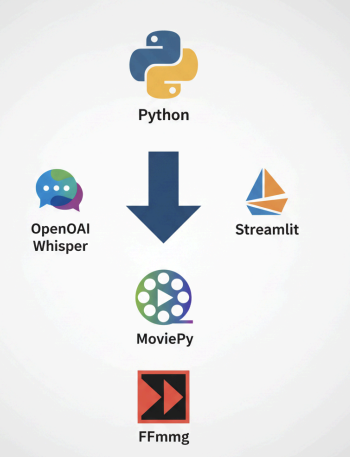 Python
OpenOAI
Whisper
Streamlit
MoviePy
FFmmg